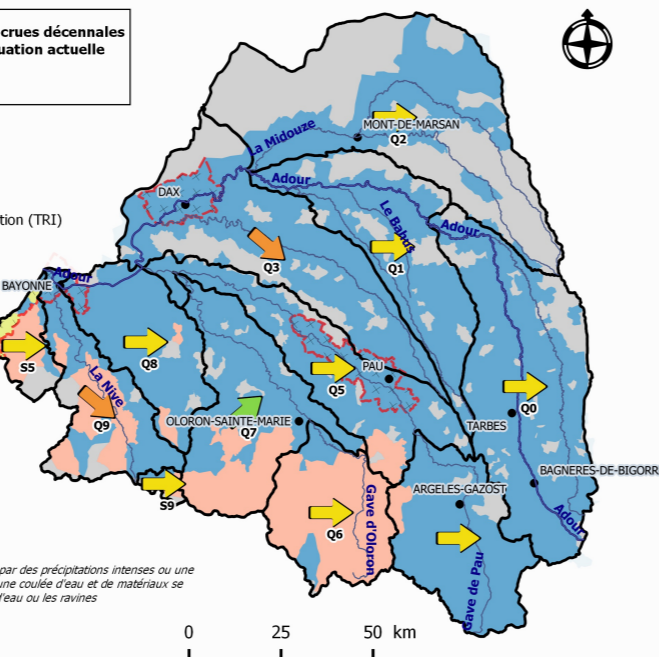 crues décennales
uation actuelle
La Midouze
MONT-DE-MARSAN
Q2
DAX
Adour
tion (TRI)
Le Bahus
Adour
Q3
Q1
Adour
BAYONNE
S5
Q8
PAU
Q5
La Nive
Q0
Q9
OLORON-SAINTE-MARIE
Q7
TARBES
BAGNERES-DE-BIGORR
ARGELES-GAZOST
S9
Gave d'Oloron
Q6
Adour
Gave de Pau
par des précipitations intenses ou une
une coulée d'eau et de matériaux se
d'eau ou les ravines
0 25 50 km